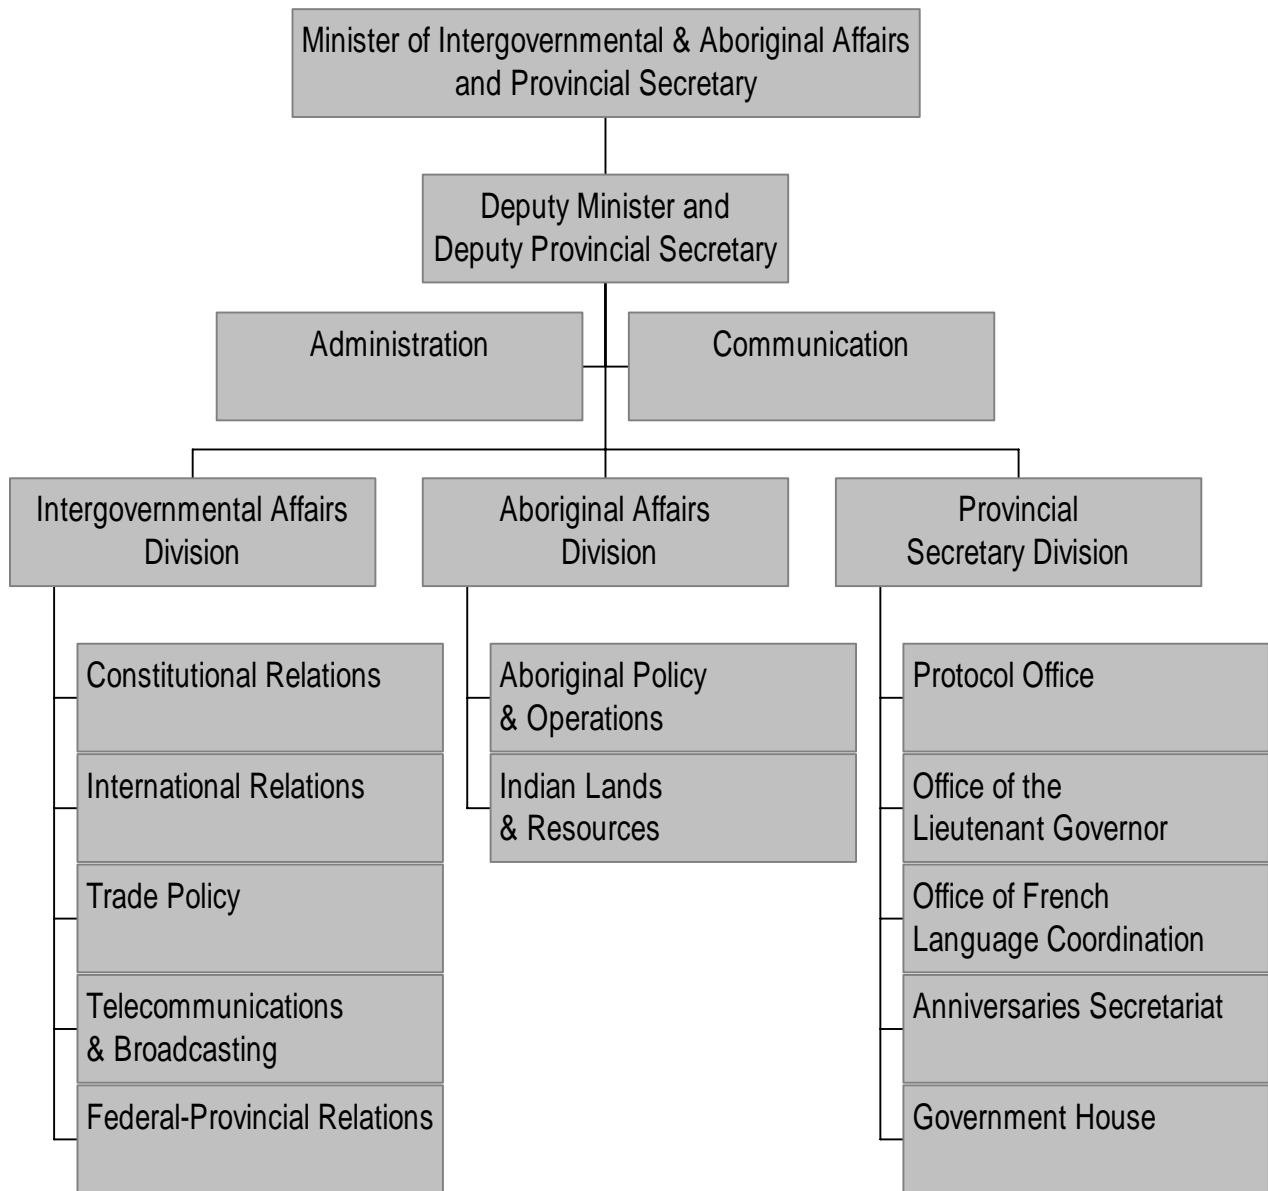 Minister of Intergovernmental & Aboriginal Affairs
and Provincial Secretary
Deputy Minister and
Deputy Provincial Secretary
Administration
Communication
Intergovernmental Affairs
Division
Aboriginal Affairs
Division
Provincial
Secretary Division
Constitutional Relations
International Relations
Trade Policy
Telecommunications
& Broadcasting
Federal-Provincial Relations
Aboriginal Policy
& Operations
Indian Lands
& Resources
Protocol Office
Office of the
Lieutenant Governor
Office of French
Language Coordination
Anniversaries Secretariat
Government House